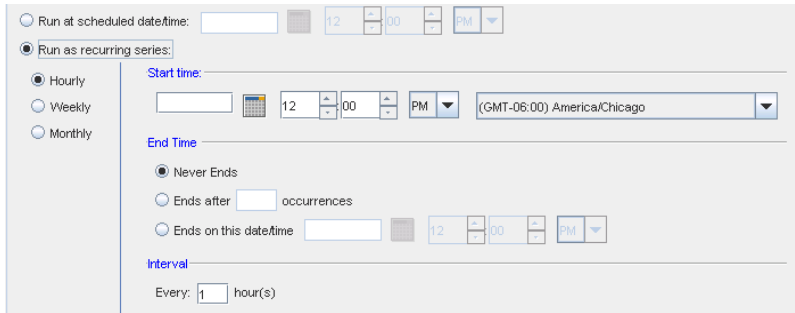 Run at scheduled date/time: 12 :00 PM
Run as recurring series:
Hourly
Weekly
Monthly
Start time:
12 :00 PM (GMT-06:00) America/Chicago
End Time
Never Ends
Ends after occurrences
Ends on this date/time 12 :00 PM
Interval
Every: 1 hour(s)